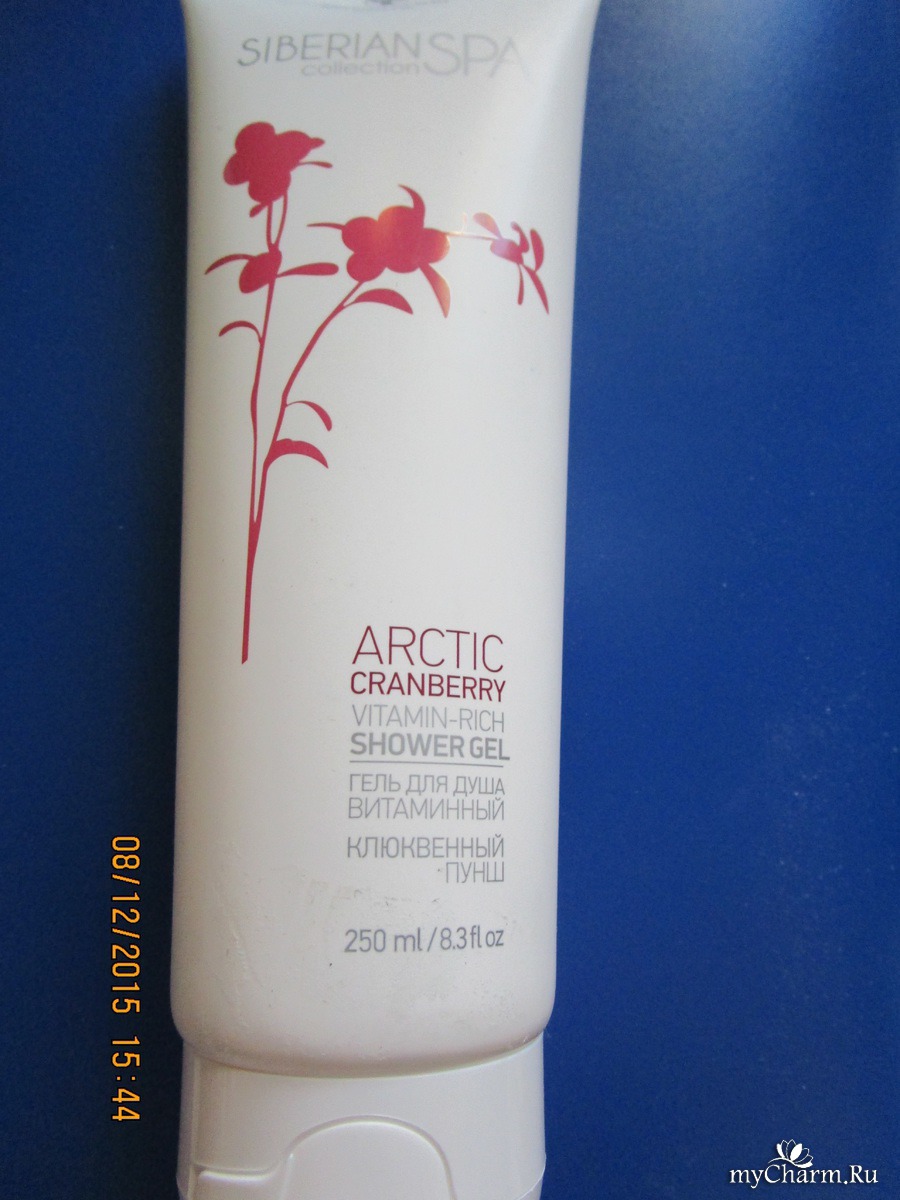 SIBERIAN SPA
collection
ARCTIC
CRANBERRY
VITAMIN-RICH
SHOWER GEL
ГЕЛЬ ДЛЯ ДУША
ВИТАМИННЫЙ
КЛЮКВЕННЫЙ
ПУНШ
250 ml/8.3 fl oz
08/12/2015 15:44
myCharm.Ru